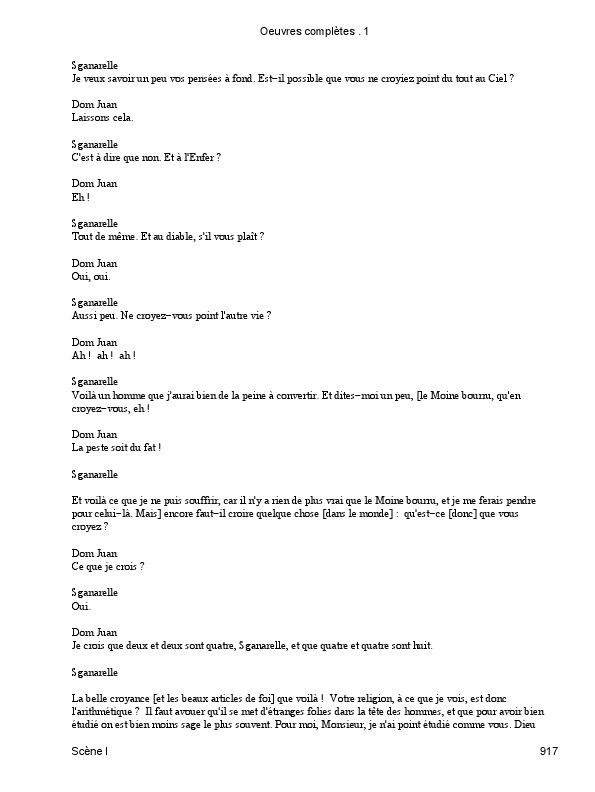 Oeuvres complètes . 1
Sganarelle
Je veux savoir un peu vos pensées à fond. Est−il possible que vous ne croyiez point du tout au Ciel ?
Dom Juan
Laissons cela.
Sganarelle
C'est à dire que non. Et à l'Enfer ?
Dom Juan
Eh !
Sganarelle
Tout de même. Et au diable, s'il vous plaît ?
Dom Juan
Oui, oui.
Sganarelle
Aussi peu. Ne croyez−vous point l'autre vie ?
Dom Juan
Ah !  ah !  ah !
Sganarelle
Voilà un homme que j'aurai bien de la peine à convertir. Et dites−moi un peu, [le Moine bourru, qu'en
croyez−vous, eh !
Dom Juan
La peste soit du fat !
Sganarelle
Et voilà ce que je ne puis souffrir, car il n'y a rien de plus vrai que le Moine bourru, et je me ferais pendre
pour celui−là. Mais] encore faut−il croire quelque chose [dans le monde] :  qu'est−ce [donc] que vous
croyez ?
Dom Juan
Ce que je crois ?
Sganarelle
Oui.
Dom Juan
Je crois que deux et deux sont quatre, Sganarelle, et que quatre et quatre sont huit.
Sganarelle
La belle croyance [et les beaux articles de foi] que voilà !  Votre religion, à ce que je vois, est donc
l'arithmétique ?  Il faut avouer qu'il se met d'étranges folies dans la tête des hommes, et que pour avoir bien
étudié on est bien moins sage le plus souvent. Pour moi, Monsieur, je n'ai point étudié comme vous. Dieu
Scène I
917